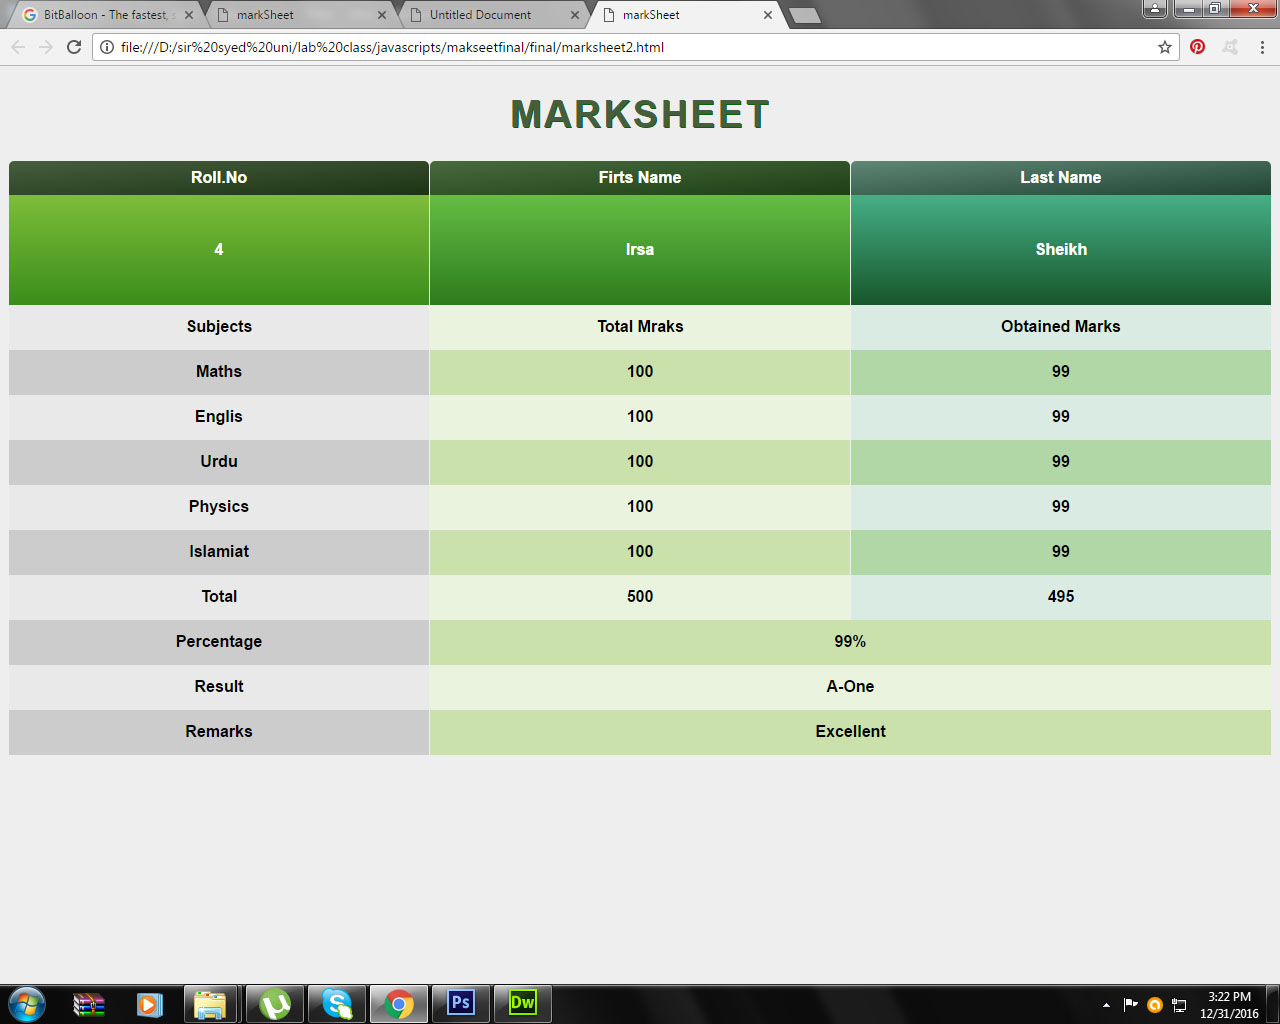 BitBalloon - The fastest, s
markSheet
Untitled Document
markSheet
file:///D:/sir%20syed%20uni/lab%20class/javascripts/makseetfinal/final/marksheet2.html
MARKSHEET
Roll.No Firts Name Last Name
4 Irsa Sheikh
Subjects Total Mraks Obtained Marks
Maths 100 99
Englis 100 99
Urdu 100 99
Physics 100 99
Islamiat 100 99
Total 500 495
Percentage 99%
Result A-One
Remarks Excellent
Ps Dw
3:22 PM
12/31/2016